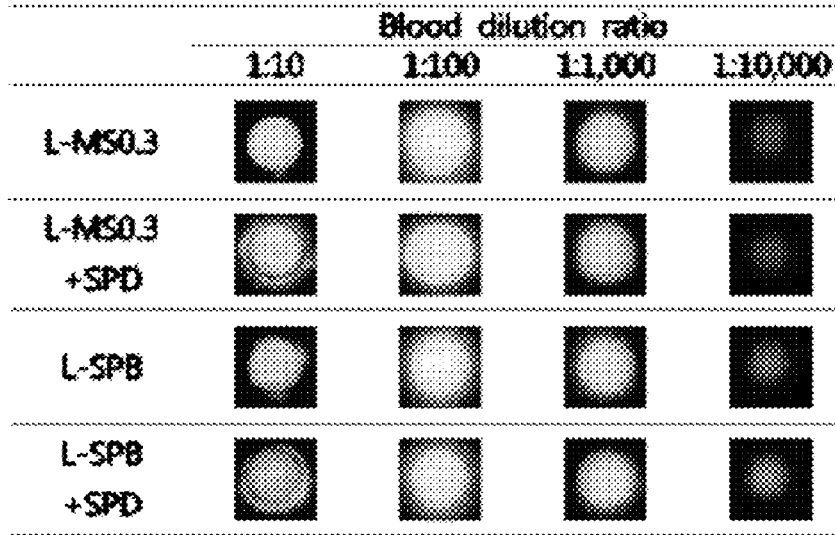 Blood dilution ratio
1:10 1:100 1:1,000 1:10,000
L-MS0.3
L-MS0.3
+SPD
L-SPB
L-SPB
+SPD